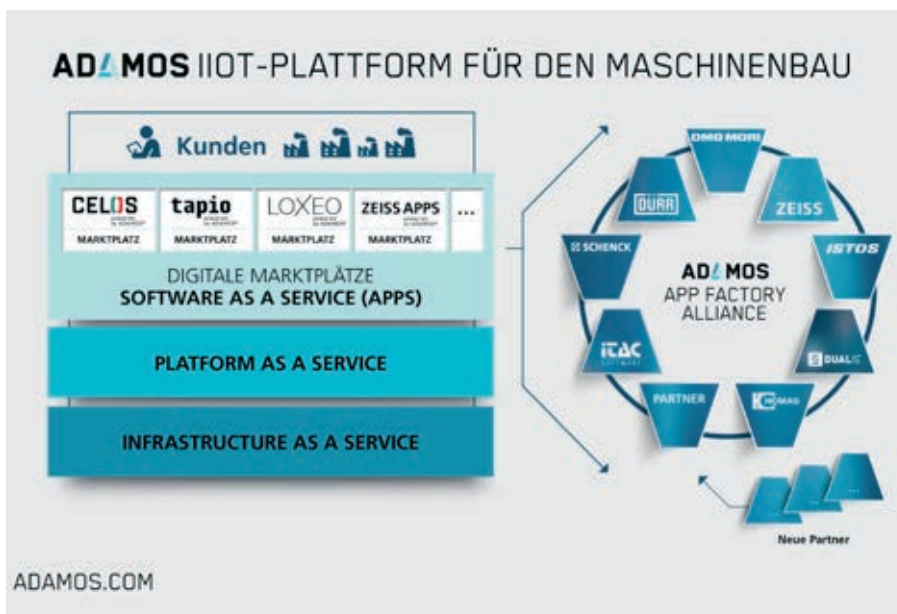 ADAMOS IIOT-PLATTFORM FÜR DEN MASCHINENBAU
Kunden
CELOS
MARKTPLATZ
tapio
MARKTPLATZ
LOXEO
MARKTPLATZ
ZEISS APPS
MARKTPLATZ
...
DIGITALE MARKTPLÄTZE
SOFTWARE AS A SERVICE (APPS)
PLATFORM AS A SERVICE
INFRASTRUCTURE AS A SERVICE
DMG MORI
ZEISS
ISTOS
DUALIS
HOMAG
PARTNER
iTAC
SOFTWARE
SCHENCK
DÜRR
ADAMOS
APP FACTORY
ALLIANCE
Neue Partner
ADAMOS.COM